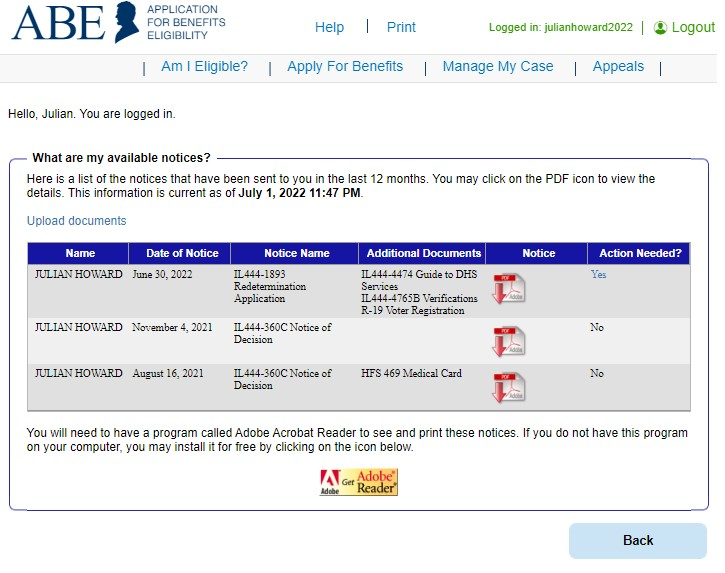 ABE APPLICATION
FOR BENEFITS
ELIGIBILITY
Help | Print
Logged in: julianhoward2022 | Logout
| Am I Eligible? | Apply For Benefits | Manage My Case | Appeals |
Hello, Julian. You are logged in.
What are my available notices?
Here is a list of the notices that have been sent to you in the last 12 months. You may click on the PDF icon to view the
details. This information is current as of July 1, 2022 11:47 PM.
Upload documents
Name Date of Notice Notice Name Additional Documents Notice Action Needed?
JULIAN HOWARD June 30, 2022 IL444-1893 IL444-4474 Guide to DHS PDF Adobe Yes
Redetermination Services
Application IL444-4765B Verifications
R-19 Voter Registration
JULIAN HOWARD November 4, 2021 IL444-360C Notice of PDF Adobe No
Decision
JULIAN HOWARD August 16, 2021 IL444-360C Notice of HFS 469 Medical Card PDF Adobe No
Decision
You will need to have a program called Adobe Acrobat Reader to see and print these notices. If you do not have this program
on your computer, you may install it for free by clicking on the icon below.
Adobe Get Adobe® Reader®
Back